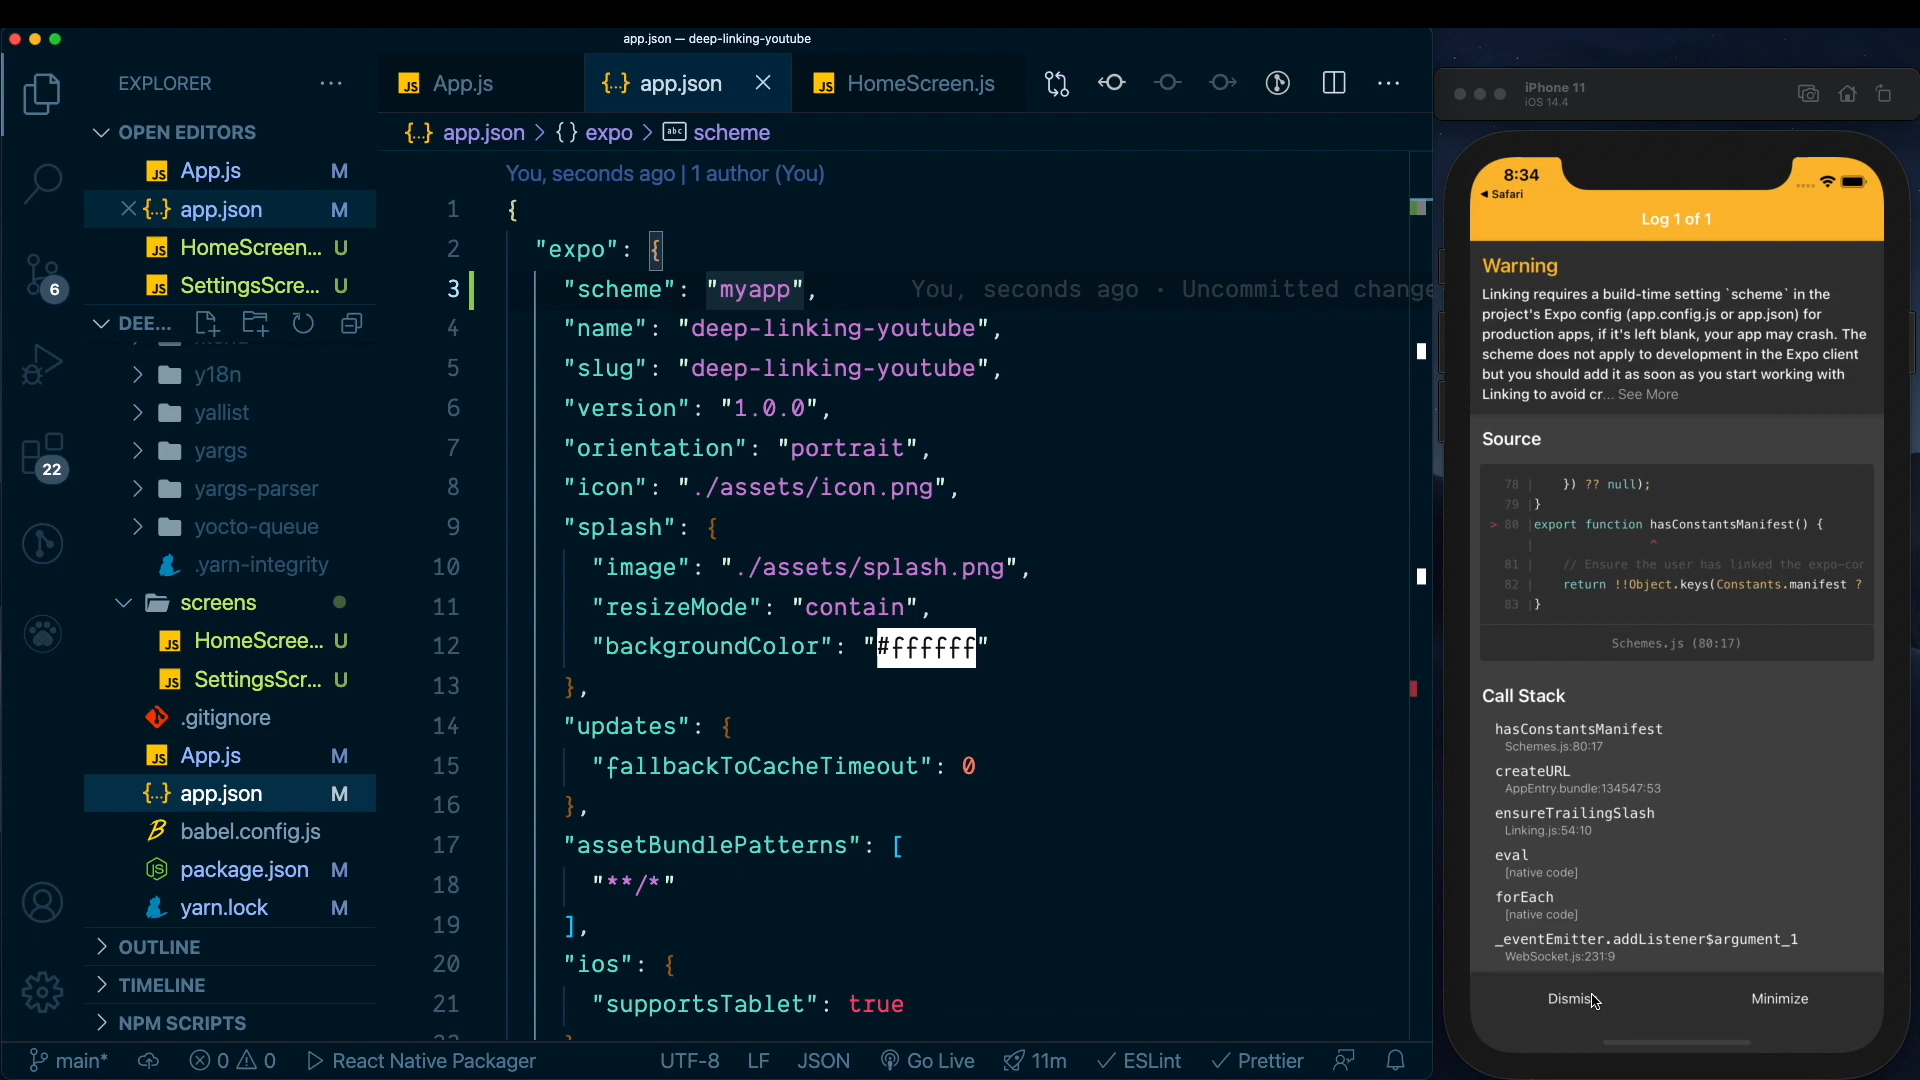 app.json — deep-linking-youtube
EXPLORER
OPEN EDITORS
App.js M
app.json M
HomeScreen... U
SettingsScre... U
DEE...
y18n
yallist
yargs
yargs-parser
yocto-queue
.yarn-integrity
screens
HomeScree... U
SettingsScr... U
.gitignore
App.js M
app.json M
babel.config.js
package.json M
yarn.lock M
OUTLINE
TIMELINE
NPM SCRIPTS
6
22
App.js
app.json
HomeScreen.js
app.json > {} expo > abc scheme
You, seconds ago | 1 author (You)
1 {
2 "expo": {
3 "scheme": "myapp", You, seconds ago • Uncommitted change
4 "name": "deep-linking-youtube",
5 "slug": "deep-linking-youtube",
6 "version": "1.0.0",
7 "orientation": "portrait",
8 "icon": "./assets/icon.png",
9 "splash": {
10 "image": "./assets/splash.png",
11 "resizeMode": "contain",
12 "backgroundColor": "#ffffff"
13 },
14 "updates": {
15 "fallbackToCacheTimeout": 0
16 },
17 "assetBundlePatterns": [
18 "**/*"
19 ],
20 "ios": {
21 "supportsTablet": true
main* 0 0 React Native Packager UTF-8 LF JSON Go Live 11m ESLint Prettier
iPhone 11
iOS 14.4
8:34
Safari
Log 1 of 1
Warning
Linking requires a build-time setting `scheme` in the
project's Expo config (app.config.js or app.json) for
production apps, if it's left blank, your app may crash. The
scheme does not apply to development in the Expo client
but you should add it as soon as you start working with
Linking to avoid cr... See More
Source
78 | }) ?? null);
79 | }
> 80 | export function hasConstantsManifest() {
| ^
81 | // Ensure the user has linked the expo-cor
82 | return !!Object.keys(Constants.manifest ?
83 | }
Schemes.js (80:17)
Call Stack
hasConstantsManifest
Schemes.js:80:17
createURL
AppEntry.bundle:134547:53
ensureTrailingSlash
Linking.js:54:10
eval
[native code]
forEach
[native code]
_eventEmitter.addListener$argument_1
WebSocket.js:231:9
Dismiss Minimize